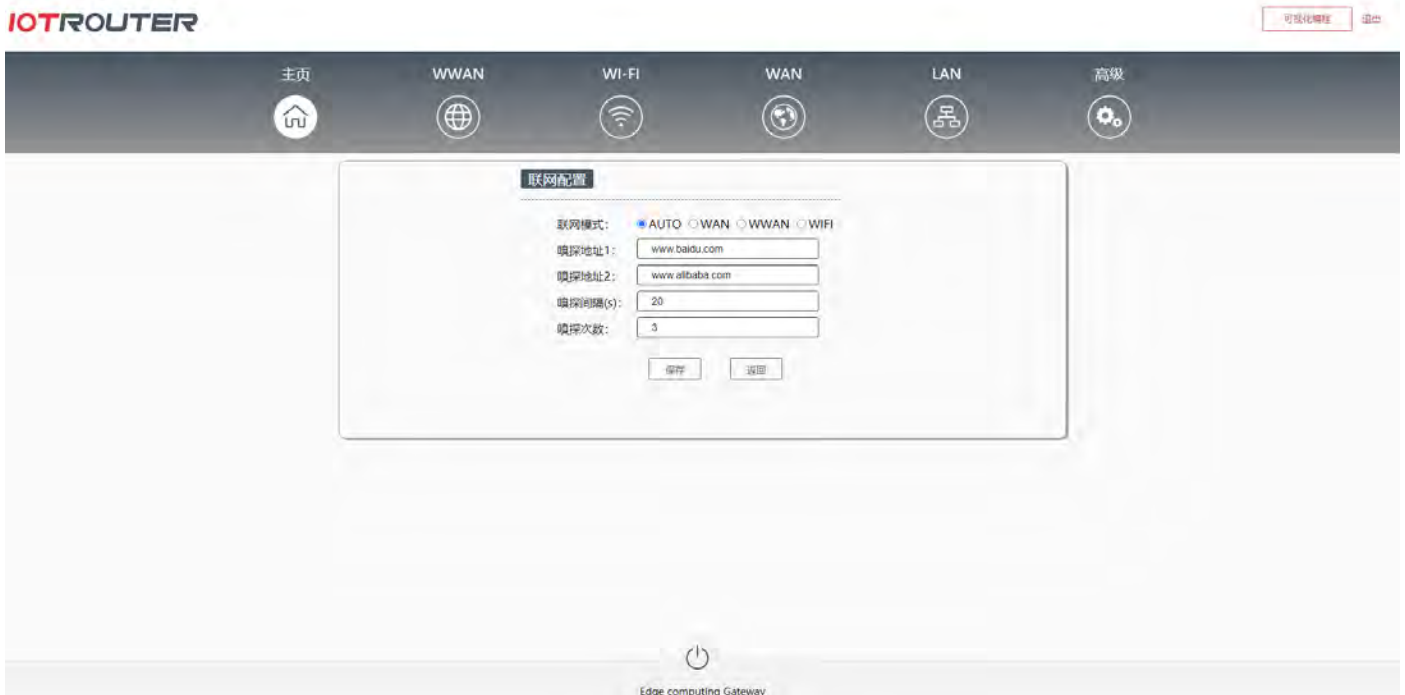 IOTROUTER
可视化编程 退出
主页 WWAN WI-FI WAN LAN 高级
联网配置
联网模式: AUTO WAN WWAN WIFI
嗅探地址1: www.baidu.com
嗅探地址2: www.alibaba.com
嗅探间隔(s): 20
嗅探次数: 3
保存 返回
Edge computing Gateway